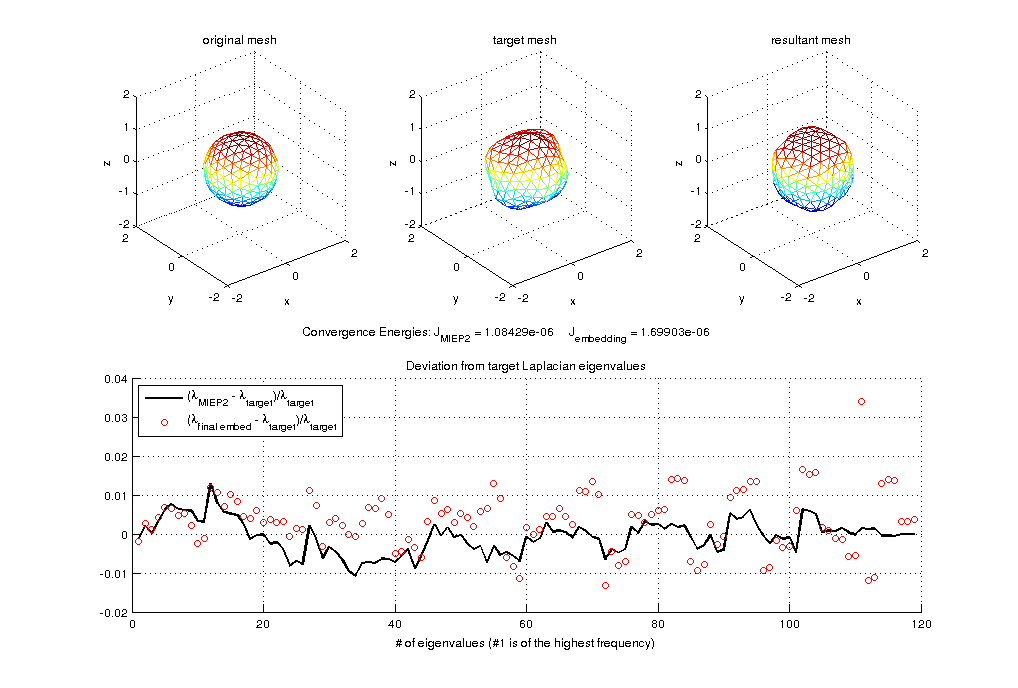 original mesh target mesh resultant mesh
2 2 2
1 1 1
z 0 z 0 z 0
-1 -1 -1
-2 -2 -2
2 2 2 2 2 2
0 0 0 0 0 0
y -2 -2 x y -2 -2 x y -2 -2 x
Convergence Energies: J_MIEP2 = 1.08429e-06 J_embedding = 1.69903e-06
Deviation from target Laplacian eigenvalues
0.04
(λ_MIEP2 - λ_target)/λ_target
0.03
(λ_final embed - λ_target)/λ_target
0.02
0.01
0
-0.01
-0.02
0 20 40 60 80 100 120
# of eigenvalues (#1 is of the highest frequency)